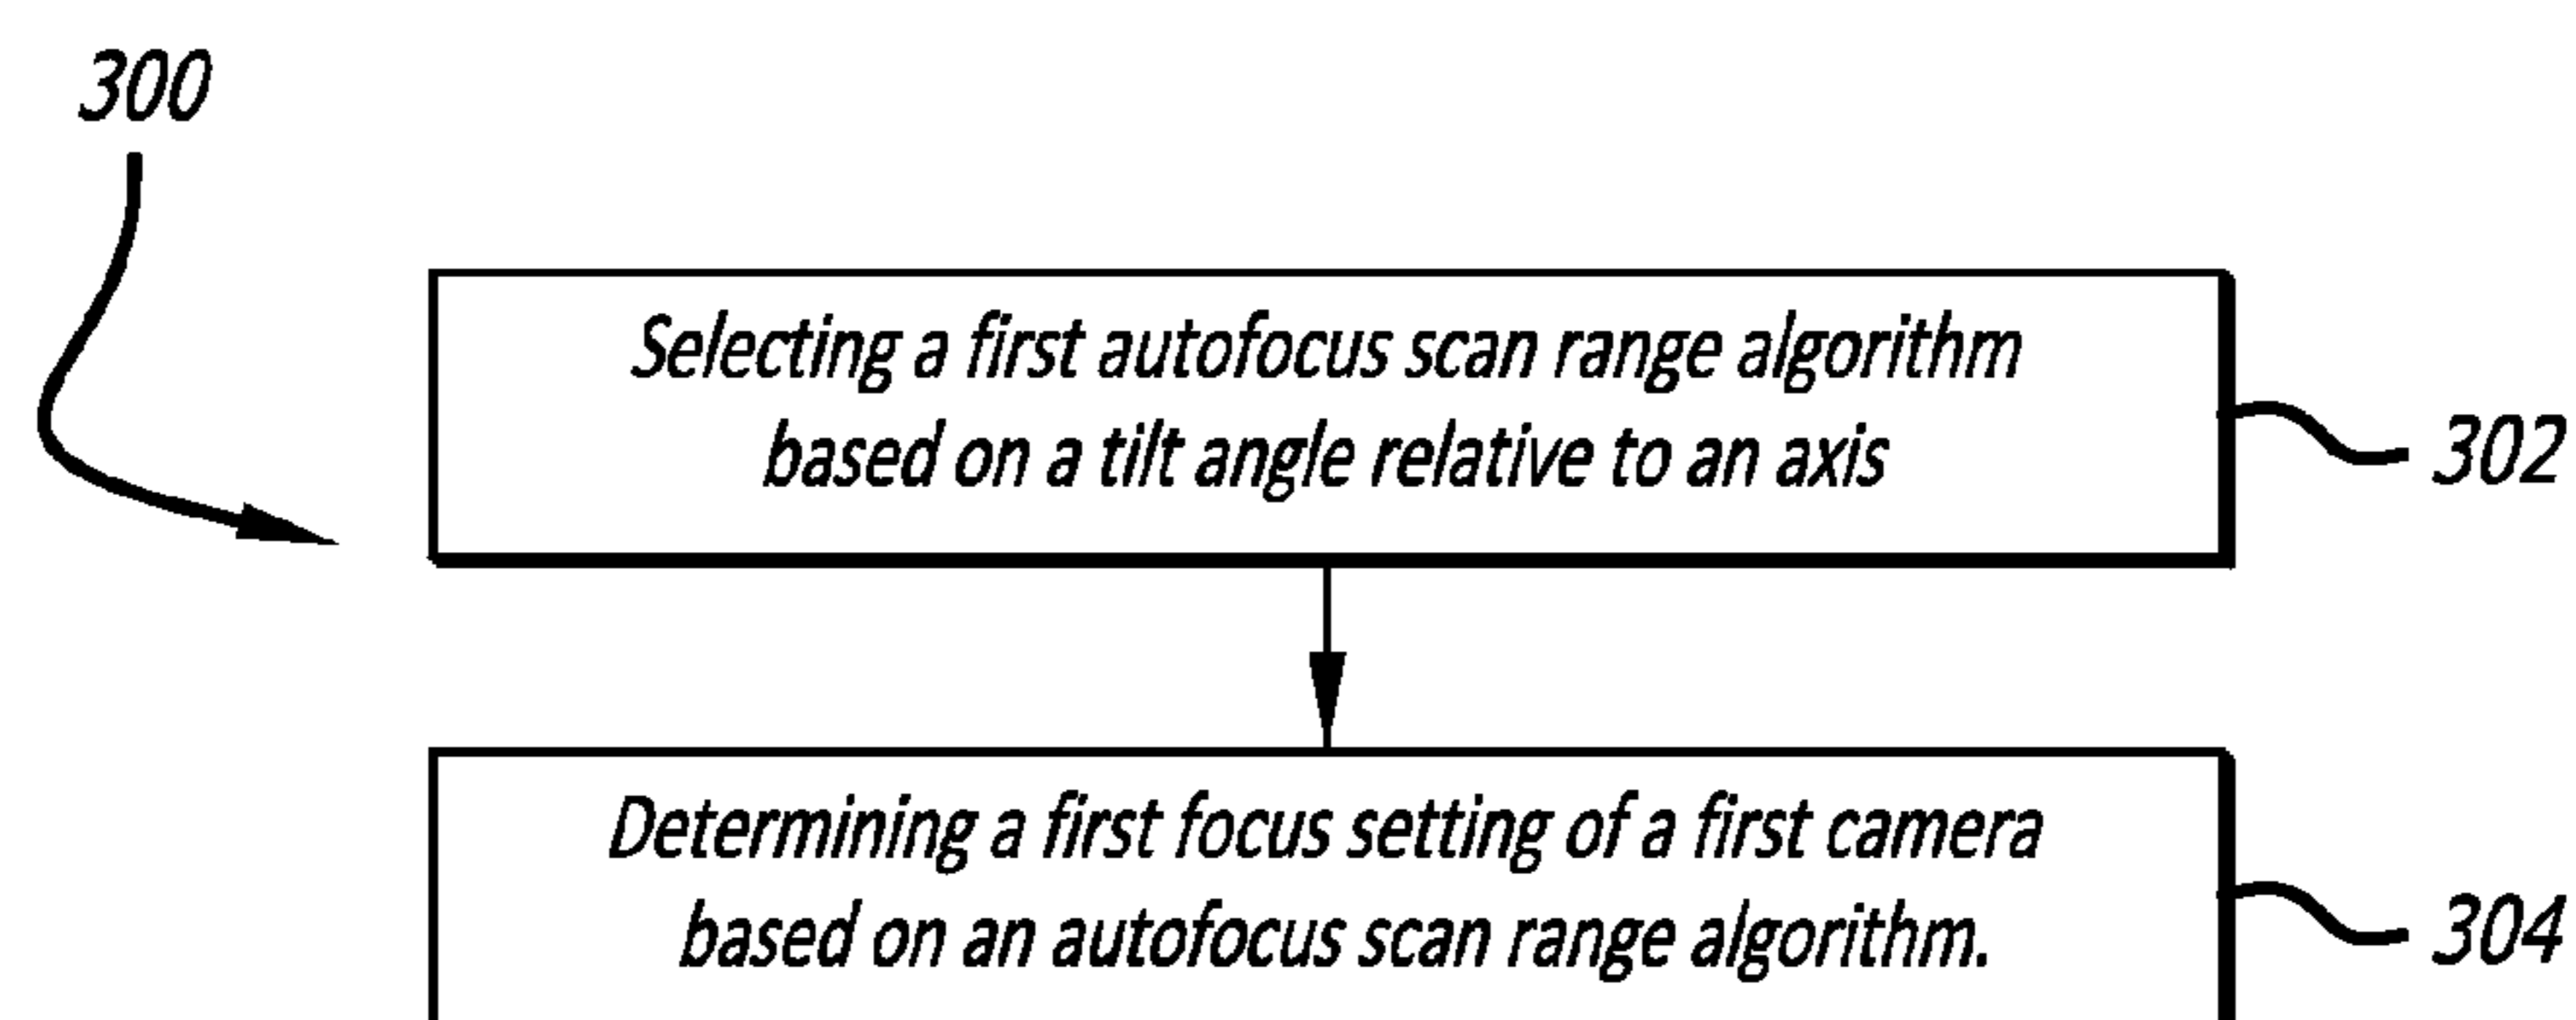 300
Selecting a first autofocus scan range algorithm
based on a tilt angle relative to an axis
302
Determining a first focus setting of a first camera
based on an autofocus scan range algorithm.
304